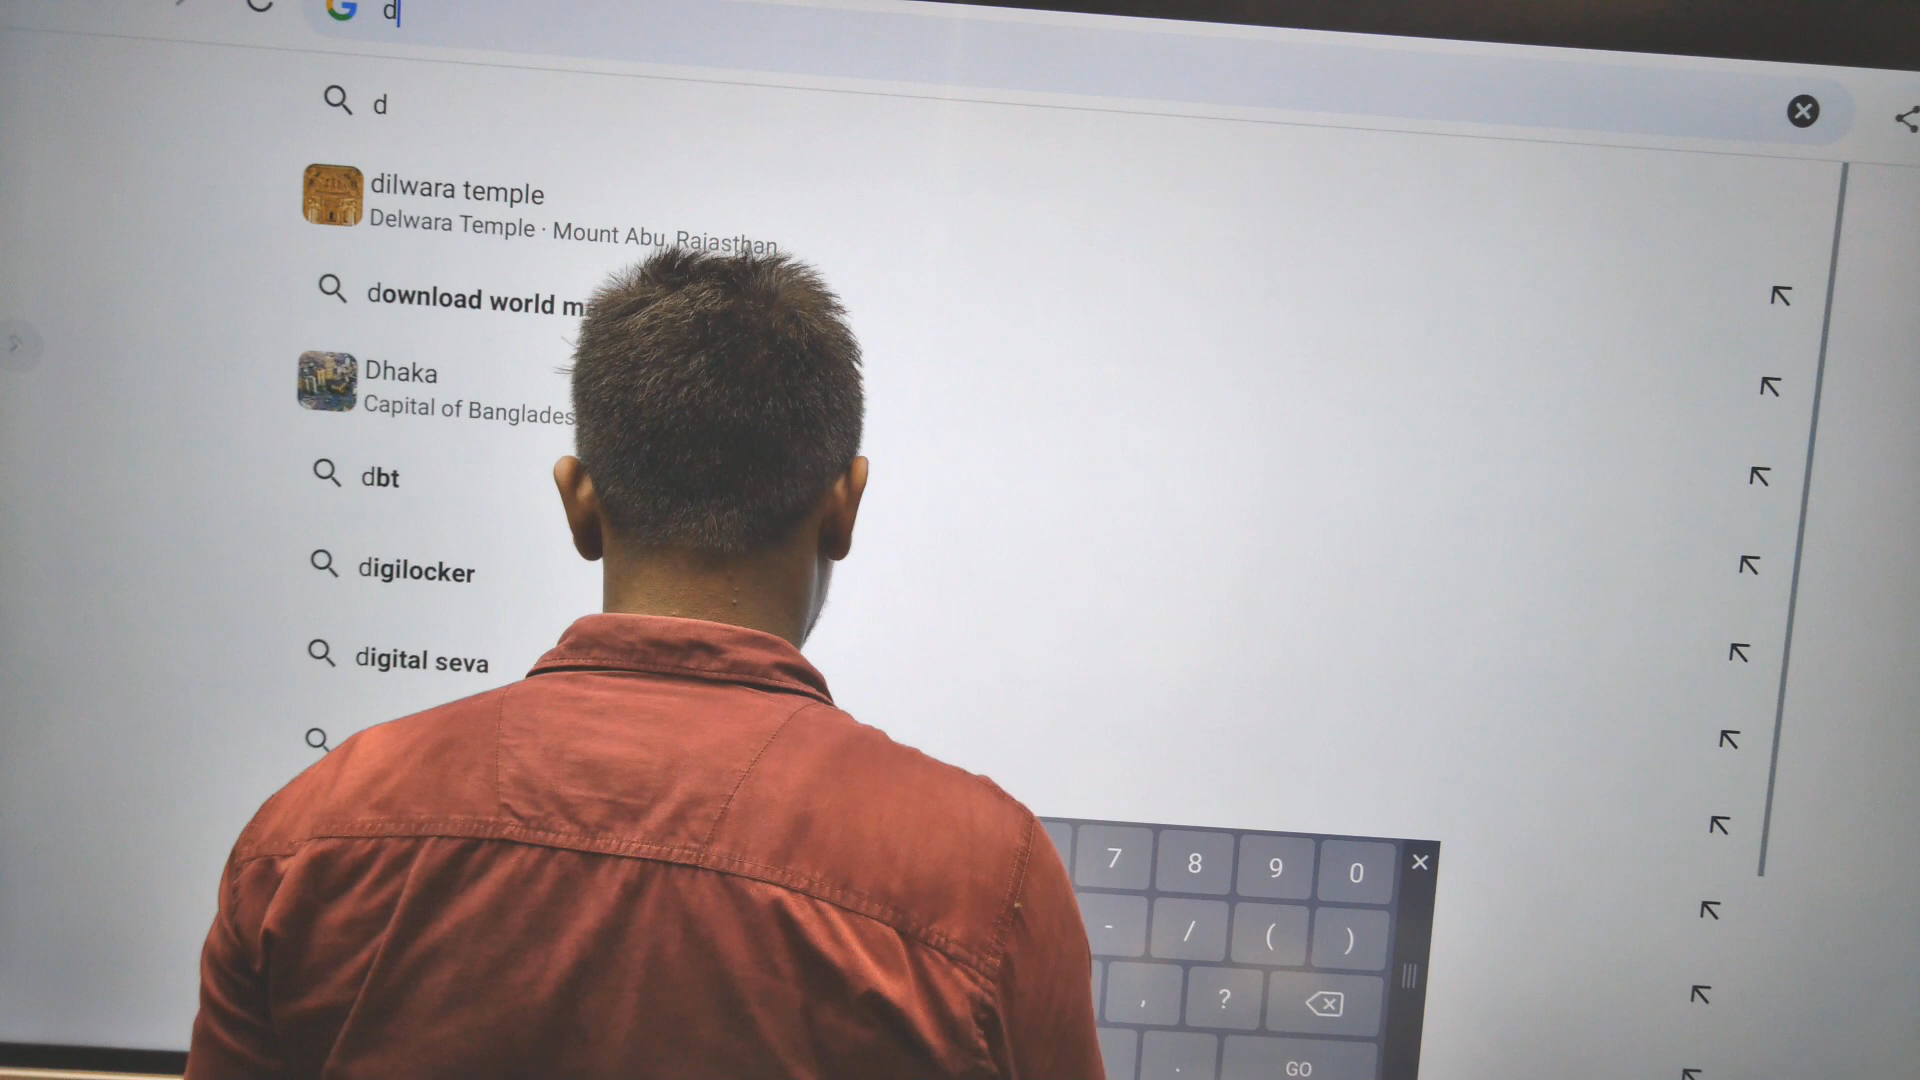 d
d
dilwara temple
Delwara Temple · Mount Abu, Rajasthan
download world
Dhaka
Capital of
dbt
digilocker
digital seva
7 8 9 0
- / ( )
, ?
. GO